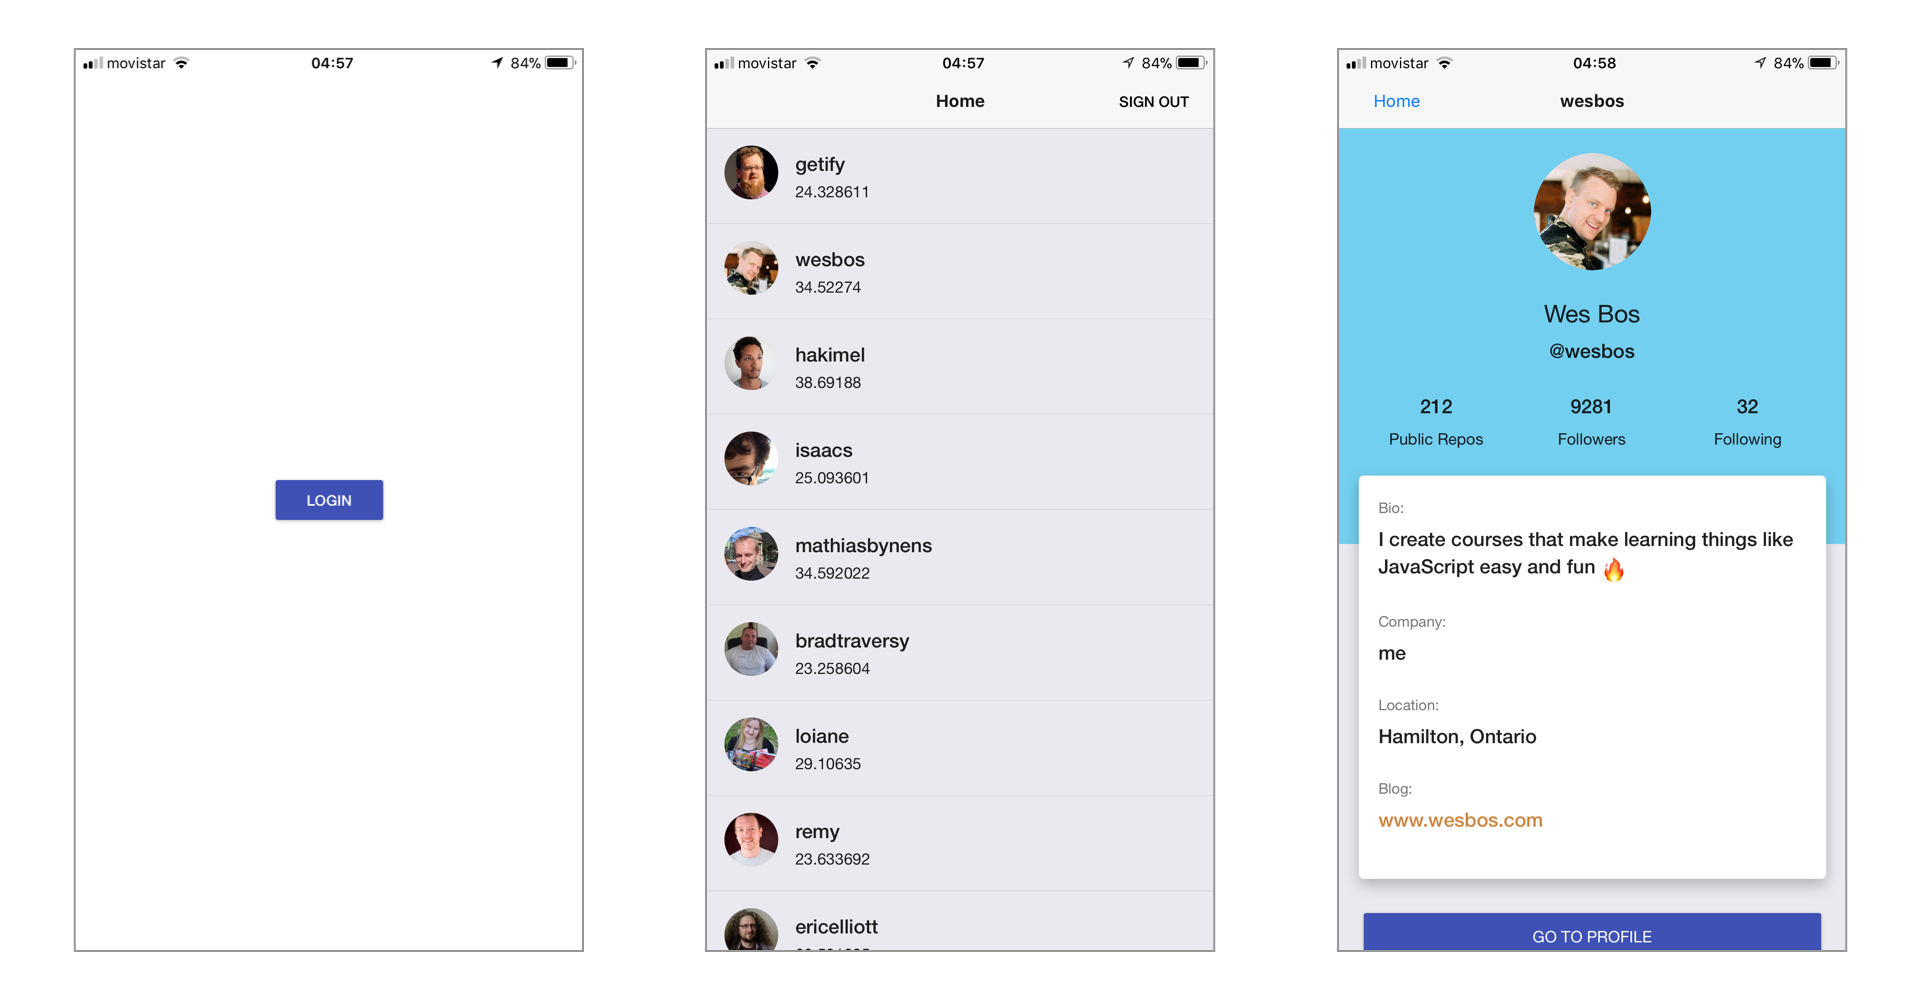 movistar 04:57 84%
LOGIN
movistar 04:57 84%
Home SIGN OUT
getify
24.328611
wesbos
34.52274
hakimel
38.69188
isaacs
25.093601
mathiasbynens
34.592022
bradtraversy
23.258604
loiane
29.10635
remy
23.633692
ericelliott
movistar 04:58 84%
Home wesbos
Wes Bos
@wesbos
212 9281 32
Public Repos Followers Following
Bio:
I create courses that make learning things like
JavaScript easy and fun 🔥
Company:
me
Location:
Hamilton, Ontario
Blog:
www.wesbos.com
GO TO PROFILE